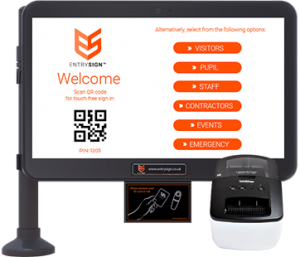 ENTRYSIGN™
Welcome
Scan QR code
for touch free sign in:
Alternatively, select from the following options:
» VISITORS
» PUPIL
» STAFF
» CONTRACTORS
» EVENTS
» EMERGENCY
www.entrysign.co.uk
brother